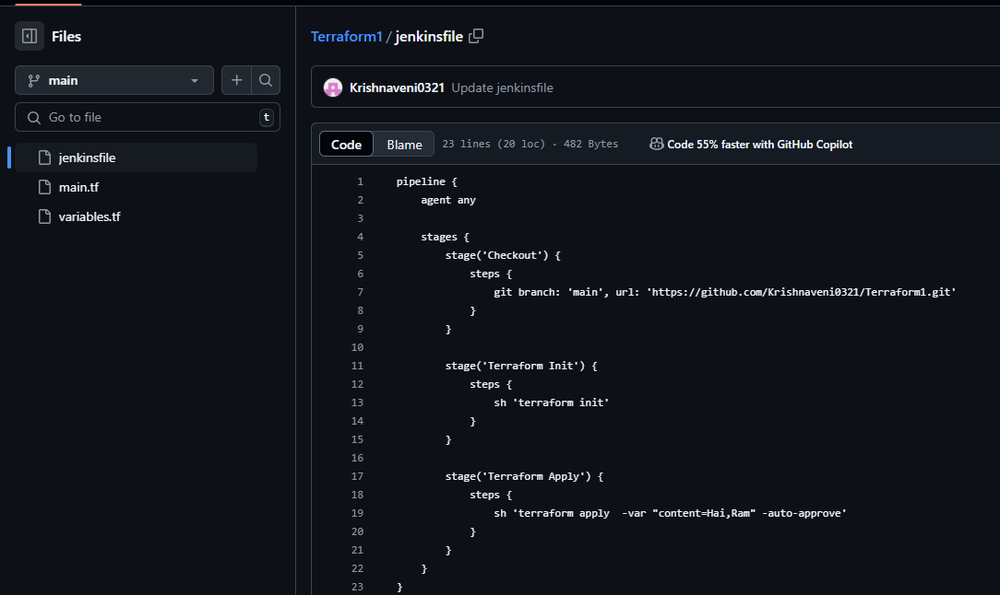 Files
main
Go to file
t
jenkinsfile
main.tf
variables.tf
Terraform1 / jenkinsfile
Krishnaveni0321 Update jenkinsfile
Code Blame 23 lines (20 loc) · 482 Bytes Code 55% faster with GitHub Copilot
1 pipeline {
2     agent any
3
4     stages {
5         stage('Checkout') {
6             steps {
7                 git branch: 'main', url: 'https://github.com/Krishnaveni0321/Terraform1.git'
8             }
9         }
10
11         stage('Terraform Init') {
12             steps {
13                 sh 'terraform init'
14             }
15         }
16
17         stage('Terraform Apply') {
18             steps {
19                 sh 'terraform apply  -var "content=Hai,Ram" -auto-approve'
20             }
21         }
22     }
23 }